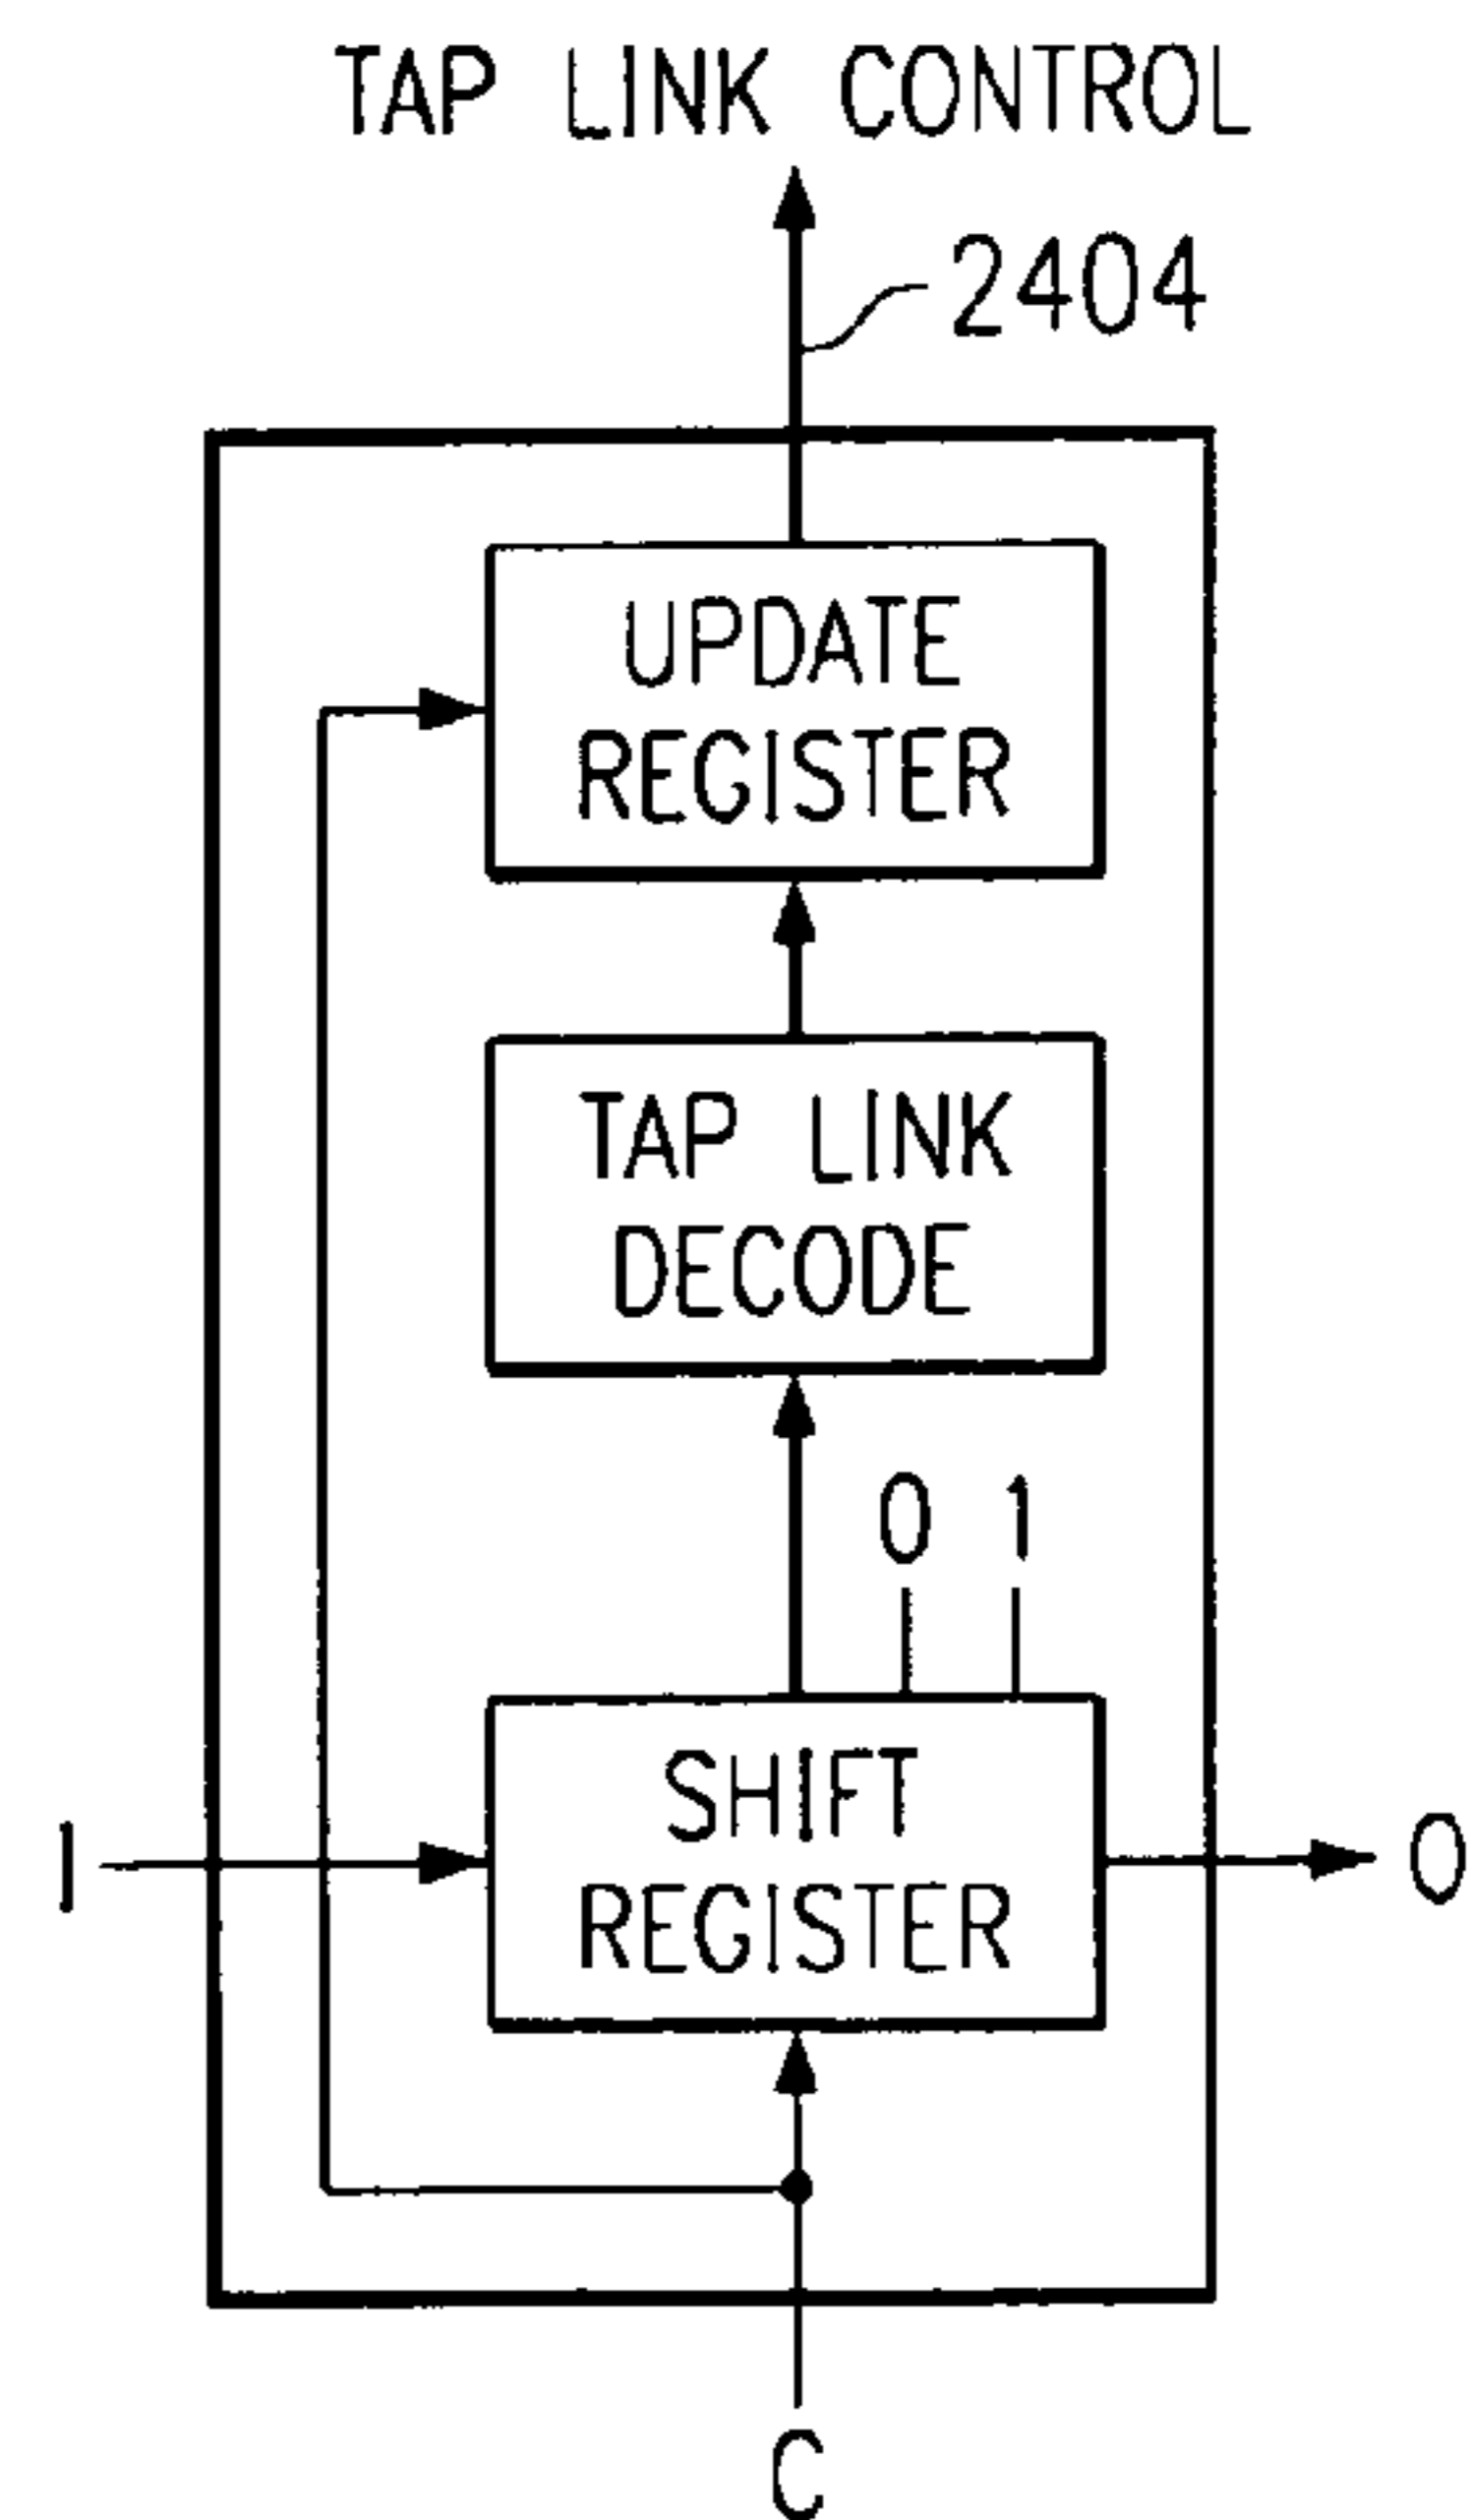 TAP LINK CONTROL
2404
UPDATE
REGISTER
TAP LINK
DECODE
0 1
SHIFT
REGISTER
I
O
C